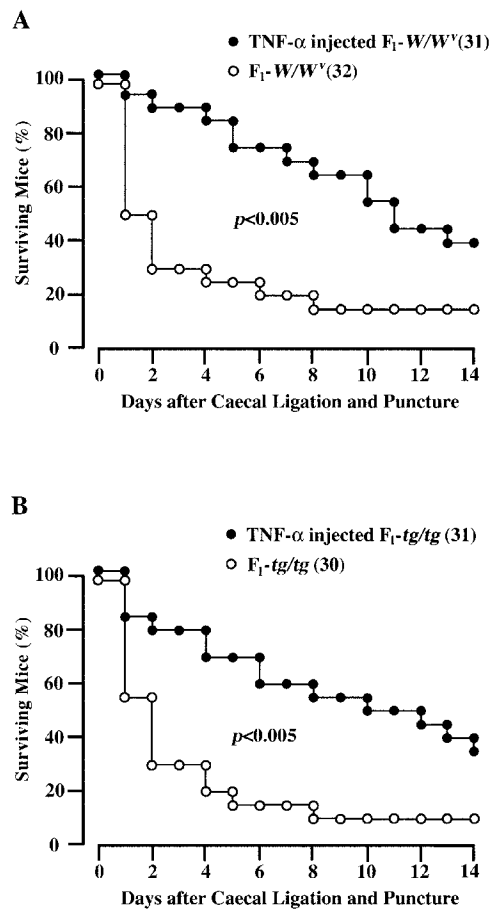 A
TNF-α injected F₁-W/Wᵛ(31)
F₁-W/Wᵛ(32)
100
80
60
40
20
0
Surviving Mice (%)
p<0.005
0 2 4 6 8 10 12 14
Days after Caecal Ligation and Puncture
B
TNF-α injected F₁-tg/tg (31)
F₁-tg/tg (30)
100
80
60
40
20
0
Surviving Mice (%)
p<0.005
0 2 4 6 8 10 12 14
Days after Caecal Ligation and Puncture